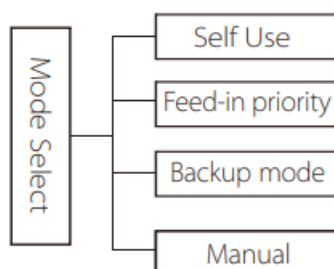 Mode Select
Self Use
Feed-in priority
Backup mode
Manual